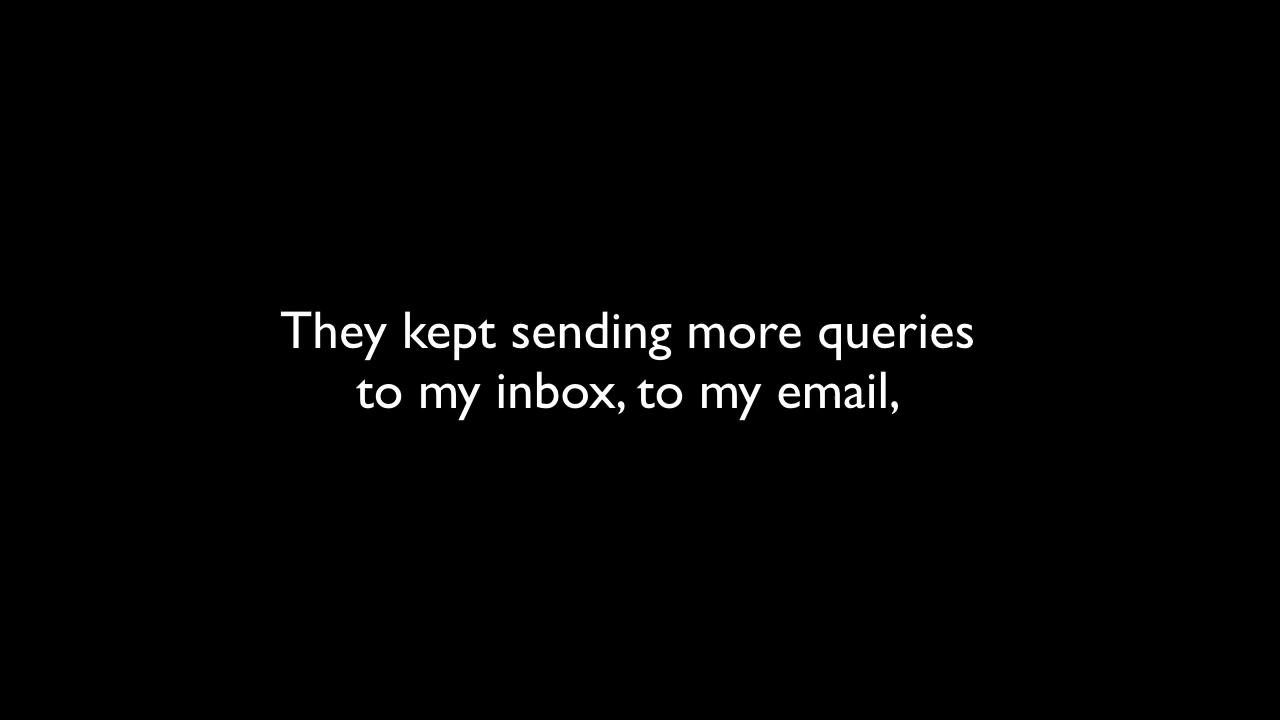 They kept sending more queries
to my inbox, to my email,